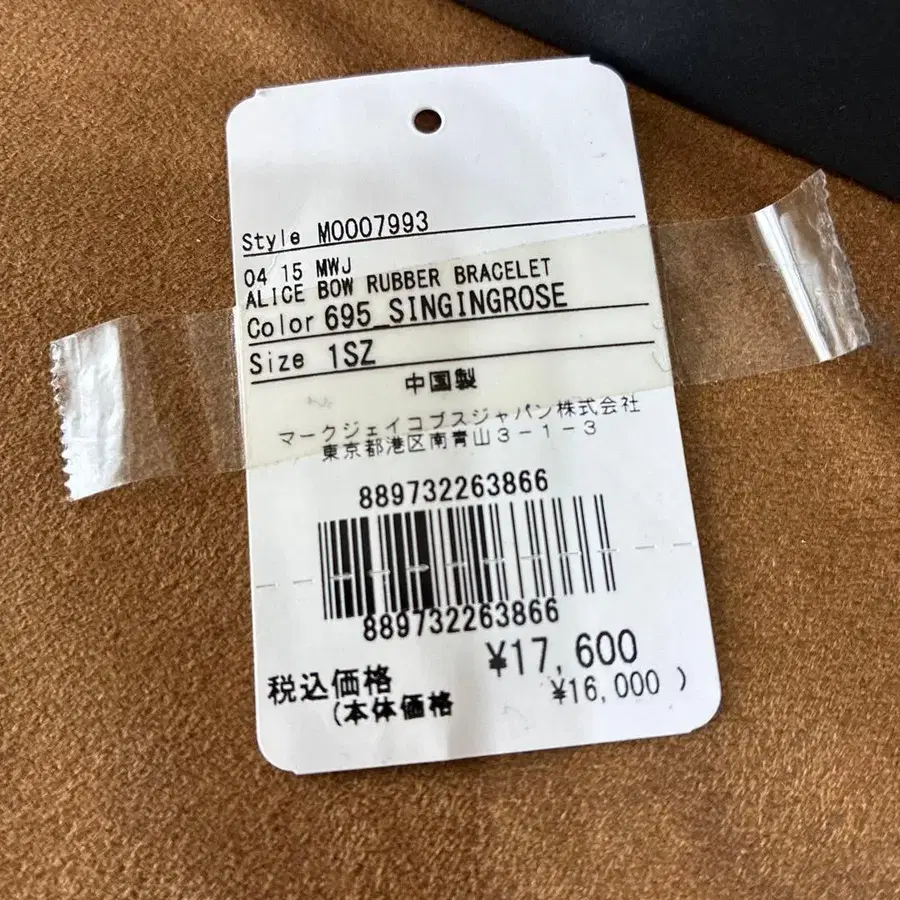 Style M0007993
04 15 MWJ
ALICE BOW RUBBER BRACELET
Color 695_SINGINGROSE
Size 1SZ
中国製
マークジェイコブスジャパン株式会社
東京都港区南青山3-1-3
889732263866
889732263866
税込価格 ¥17,600
(本体価格 ¥16,000 )